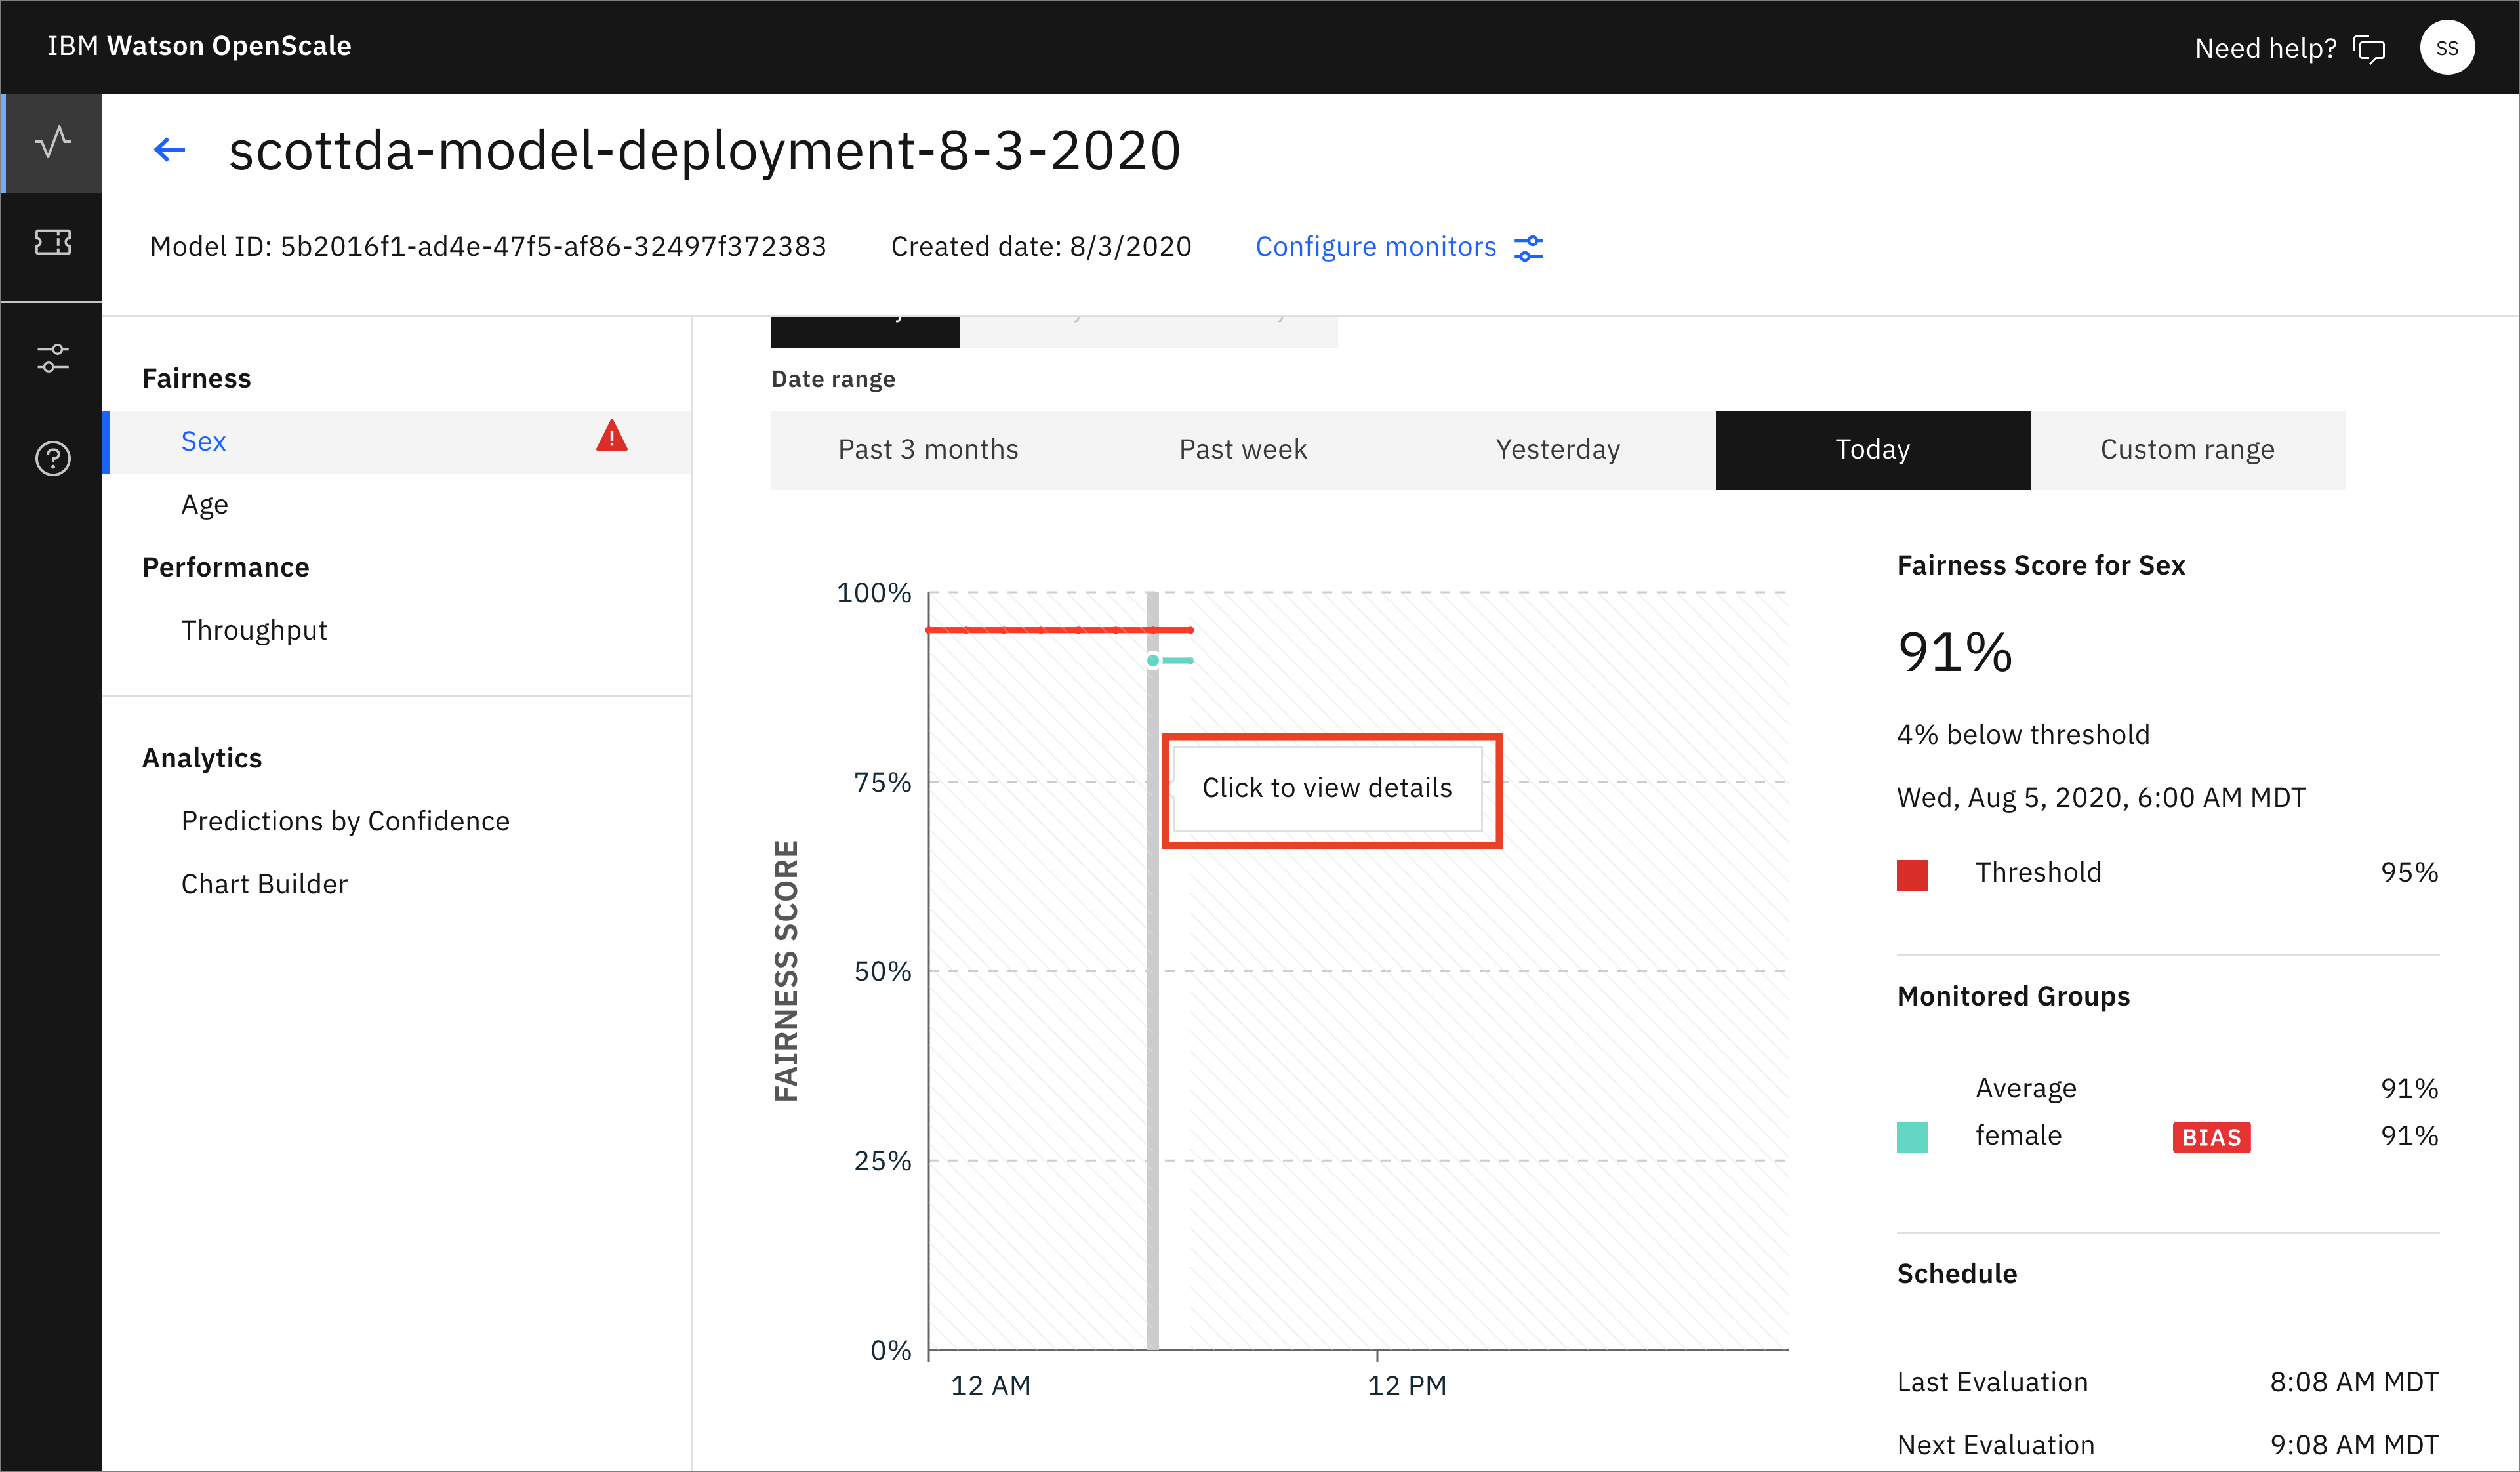 IBM Watson OpenScale
Need help?
SS
scottda-model-deployment-8-3-2020
Model ID: 5b2016f1-ad4e-47f5-af86-32497f372383
Created date: 8/3/2020
Configure monitors
Fairness
Sex
Age
Performance
Throughput
Analytics
Predictions by Confidence
Chart Builder
Date range
Past 3 months
Past week
Yesterday
Today
Custom range
FAIRNESS SCORE
100%
75%
50%
25%
0%
12 AM
12 PM
Click to view details
Fairness Score for Sex
91%
4% below threshold
Wed, Aug 5, 2020, 6:00 AM MDT
Threshold 95%
Monitored Groups
Average 91%
female BIAS 91%
Schedule
Last Evaluation 8:08 AM MDT
Next Evaluation 9:08 AM MDT